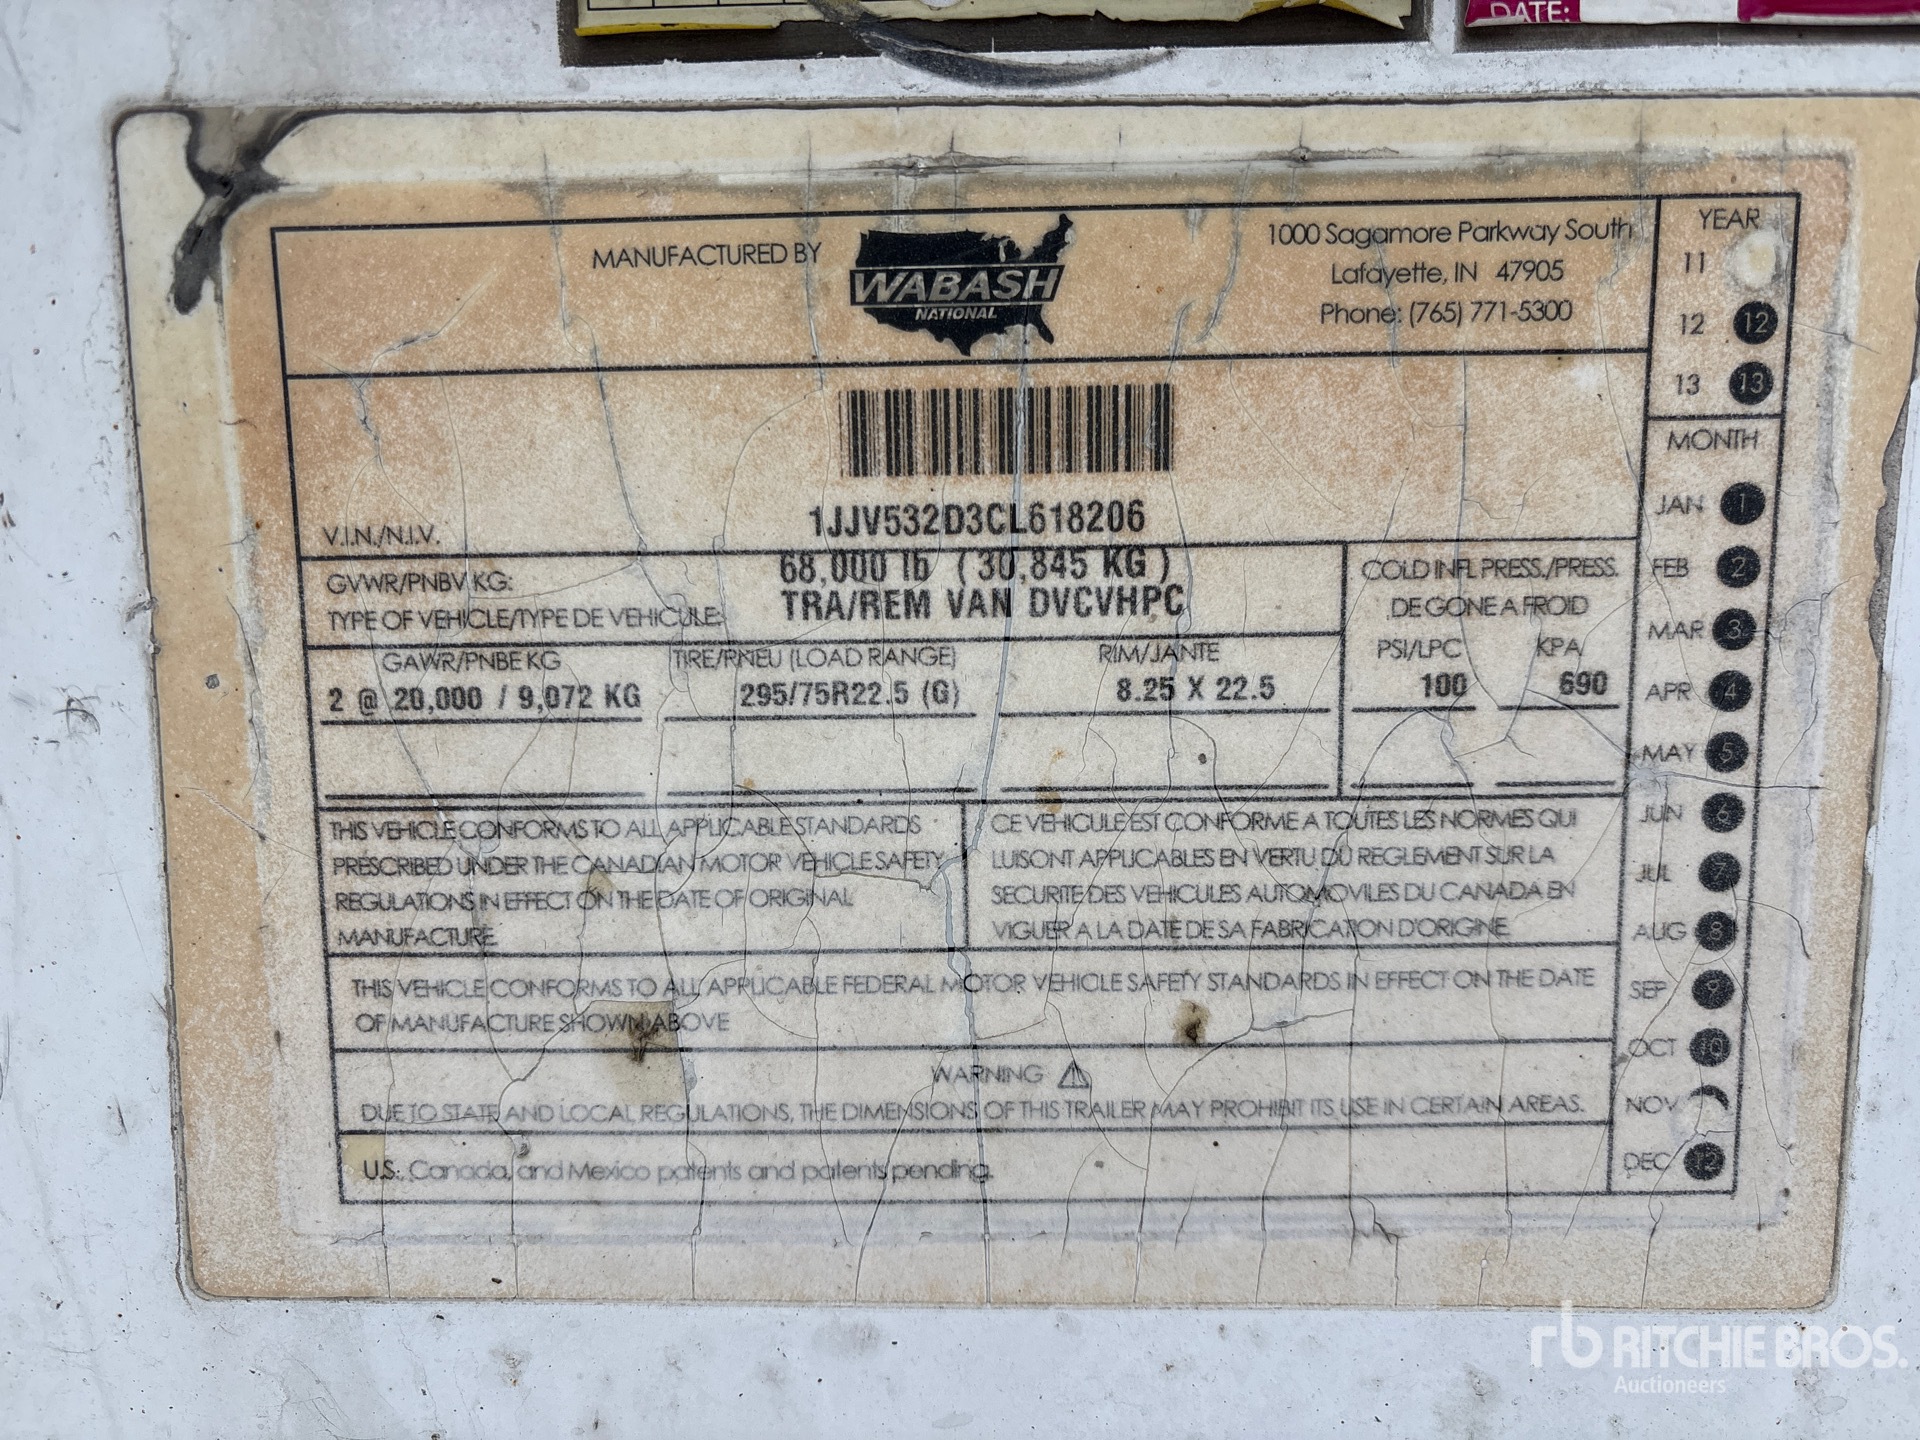 DATE:
MANUFACTURED BY
WABASH
NATIONAL
1000 Sagamore Parkway South
Lafayette, IN 47905
Phone: (765) 771-5300
YEAR
11
12 12
13 13
MONTH
JAN 1
FEB 2
MAR 3
APR 4
MAY 5
JUN 6
JUL 7
AUG 8
SEP 9
OCT 10
NOV
DEC 12
V.I.N./N.I.V. 1JJV532D3CL618206
GVWR/PNBV KG: 68,000 lb (30,845 KG)
TYPE OF VEHICLE/TYPE DE VEHICULE: TRA/REM VAN DVCVHPC
COLD INFL PRESS./PRESS.
DE GONE A FROID
GAWR/PNBE KG TIRE/PNEU (LOAD RANGE) RIM/JANTE PSI/LPC KPA
2 @ 20,000 / 9,072 KG 295/75R22.5 (G) 8.25 X 22.5 100 690
THIS VEHICLE CONFORMS TO ALL APPLICABLE STANDARDS
PRESCRIBED UNDER THE CANADIAN MOTOR VEHICLE SAFETY
REGULATIONS IN EFFECT ON THE DATE OF ORIGINAL
MANUFACTURE
CE VEHICULE EST CONFORME A TOUTES LES NORMES QUI
LUI SONT APPLICABLES EN VERTU DU REGLEMENT SUR LA
SECURITE DES VEHICULES AUTOMOVILES DU CANADA EN
VIGUER A LA DATE DE SA FABRICATION D'ORIGINE
THIS VEHICLE CONFORMS TO ALL APPLICABLE FEDERAL MOTOR VEHICLE SAFETY STANDARDS IN EFFECT ON THE DATE
OF MANUFACTURE SHOWN ABOVE
WARNING
DUE TO STATE AND LOCAL REGULATIONS, THE DIMENSIONS OF THIS TRAILER MAY PROHIBIT ITS USE IN CERTAIN AREAS.
U.S., Canada, and Mexico patents and patents pending.
rb RITCHIE BROS.
Auctioneers